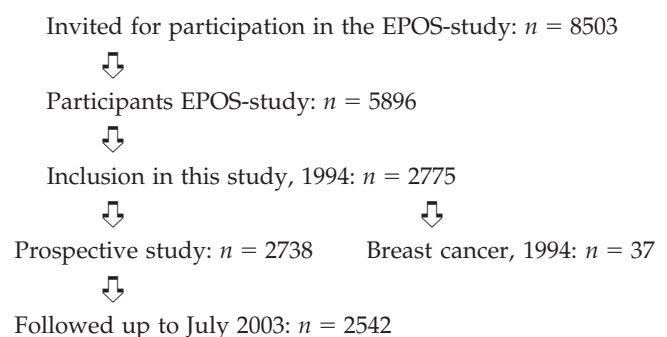 Invited for participation in the EPOS-study: n = 8503
Participants EPOS-study: n = 5896
Inclusion in this study, 1994: n = 2775
Prospective study: n = 2738 Breast cancer, 1994: n = 37
Followed up to July 2003: n = 2542